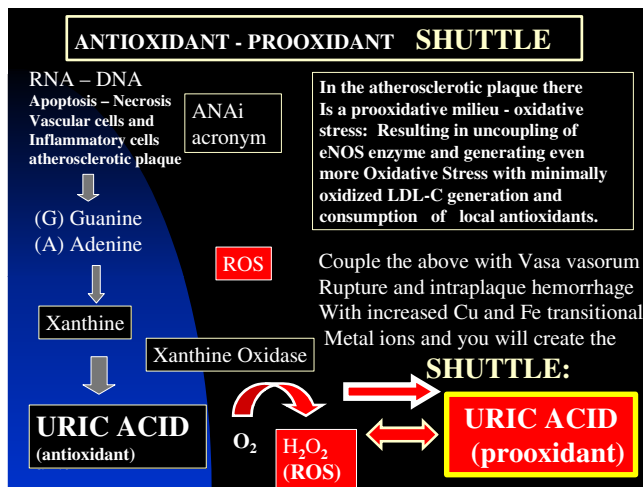 ANTIOXIDANT - PROOXIDANT SHUTTLE
RNA – DNA
Apoptosis – Necrosis
Vascular cells and
Inflammatory cells
atherosclerotic plaque
ANAi
acronym
In the atherosclerotic plaque there
Is a prooxidative milieu - oxidative
stress: Resulting in uncoupling of
eNOS enzyme and generating even
more Oxidative Stress with minimally
oxidized LDL-C generation and
consumption of local antioxidants.
(G) Guanine
(A) Adenine
ROS
Couple the above with Vasa vasorum
Rupture and intraplaque hemorrhage
With increased Cu and Fe transitional
Metal ions and you will create the
SHUTTLE:
Xanthine
Xanthine Oxidase
URIC ACID
(antioxidant)
O₂
H₂O₂
(ROS)
URIC ACID
(prooxidant)